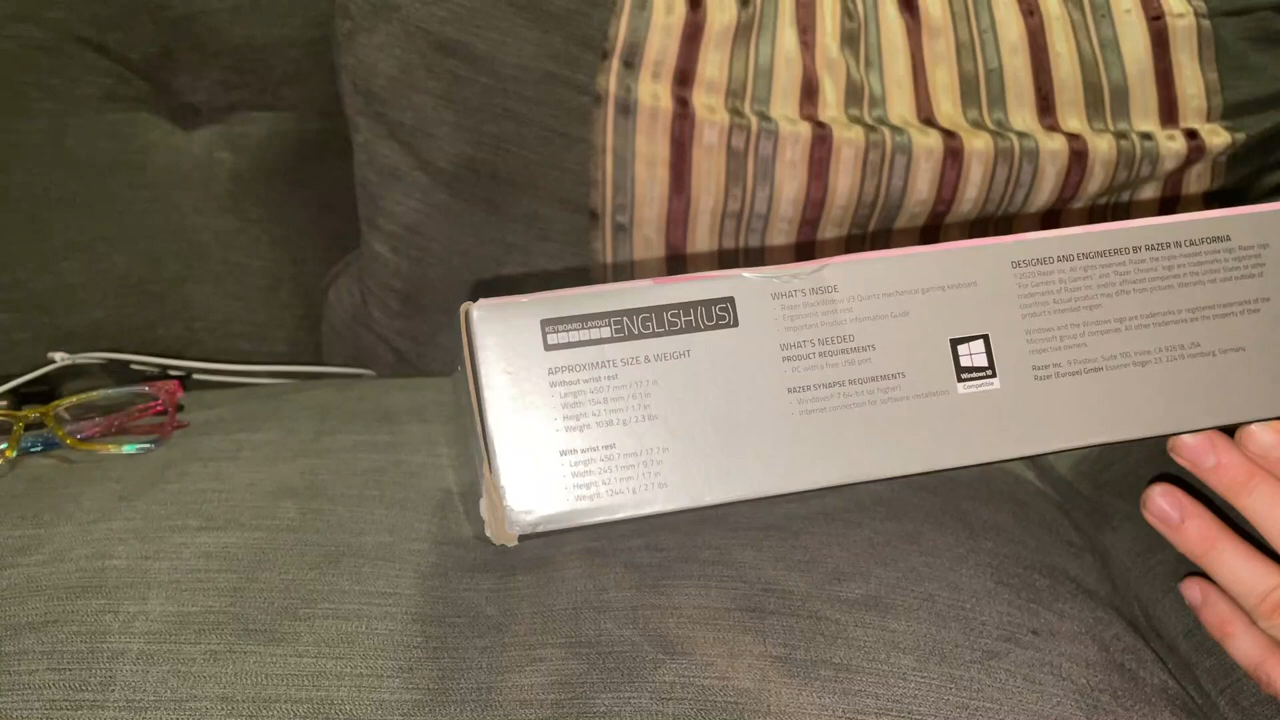 KEYBOARD LAYOUT
ENGLISH (US)
APPROXIMATE SIZE & WEIGHT
Without wrist rest
- Length: 450.7 mm / 17.7 in
- Width: 154.8 mm / 6.1 in
- Height: 42.1 mm / 1.7 in
- Weight: 1038.2 g / 2.3 lbs
With wrist rest
- Length: 450.7 mm / 17.7 in
- Width: 245.1 mm / 9.7 in
- Height: 42.1 mm / 1.7 in
- Weight: 1244.1 g / 2.7 lbs
WHAT'S INSIDE
- Razer BlackWidow V3 Quartz mechanical gaming keyboard
- Ergonomic wrist rest
- Important Product Information Guide
WHAT'S NEEDED
PRODUCT REQUIREMENTS
- PC with a free USB port
RAZER SYNAPSE REQUIREMENTS
- Windows® 7 64-bit (or higher)
- Internet connection for software installation
Windows 10
Compatible
DESIGNED AND ENGINEERED BY RAZER IN CALIFORNIA
©2020 Razer Inc. All rights reserved. Razer, the triple-headed snake logo, Razer logo,
"For Gamers. By Gamers." and "Razer Chroma" logo are trademarks or registered
trademarks of Razer Inc. and/or affiliated companies in the United States or other
countries. Actual product may differ from pictures. Warranty not valid outside of
product's intended region.
Windows and the Windows logo are trademarks or registered trademarks of the
Microsoft group of companies. All other trademarks are the property of their
respective owners.
Razer Inc. 9 Pasteur, Suite 100, Irvine, CA 92618, USA
Razer (Europe) GmbH Essener Bogen 23, 22419 Hamburg, Germany